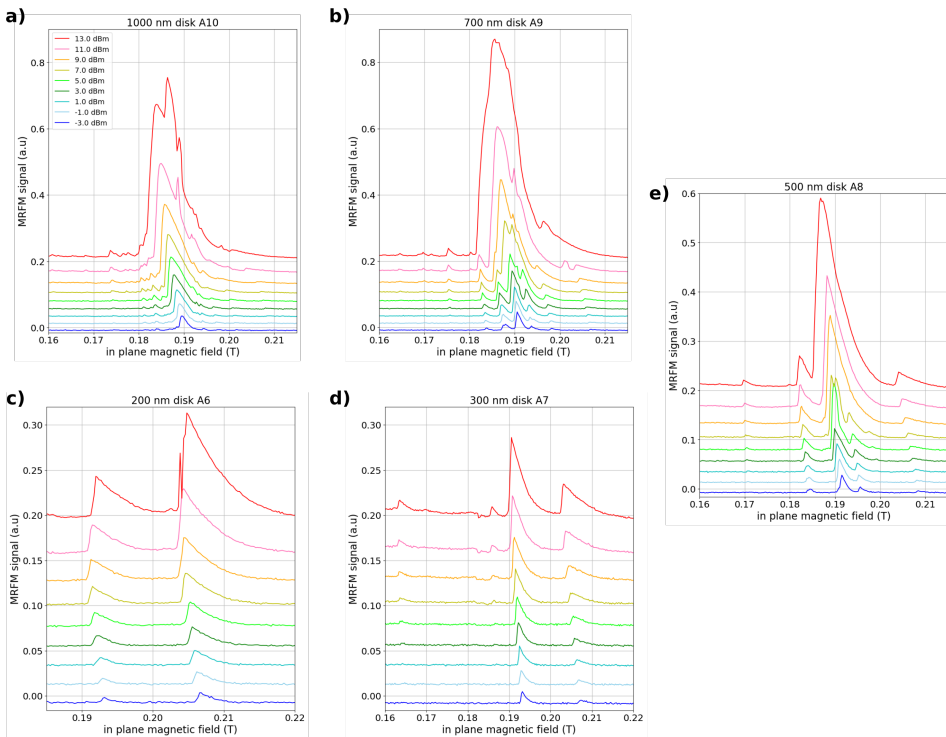 a)
1000 nm disk A10
MRFM signal (a.u)
0.8
0.6
0.4
0.2
0.0
13.0 dBm
11.0 dBm
9.0 dBm
7.0 dBm
5.0 dBm
3.0 dBm
1.0 dBm
-1.0 dBm
-3.0 dBm
0.16 0.17 0.18 0.19 0.20 0.21
in plane magnetic field (T)
b)
700 nm disk A9
MRFM signal (a.u)
0.8
0.6
0.4
0.2
0.0
0.16 0.17 0.18 0.19 0.20 0.21
in plane magnetic field (T)
e)
500 nm disk A8
MRFM signal (a.u)
0.6
0.5
0.4
0.3
0.2
0.1
0.0
0.16 0.17 0.18 0.19 0.20 0.21
in plane magnetic field (T)
c)
200 nm disk A6
MRFM signal (a.u)
0.30
0.25
0.20
0.15
0.10
0.05
0.00
0.19 0.20 0.21 0.22
in plane magnetic field (T)
d)
300 nm disk A7
MRFM signal (a.u)
0.30
0.25
0.20
0.15
0.10
0.05
0.00
0.16 0.17 0.18 0.19 0.20 0.21 0.22
in plane magnetic field (T)